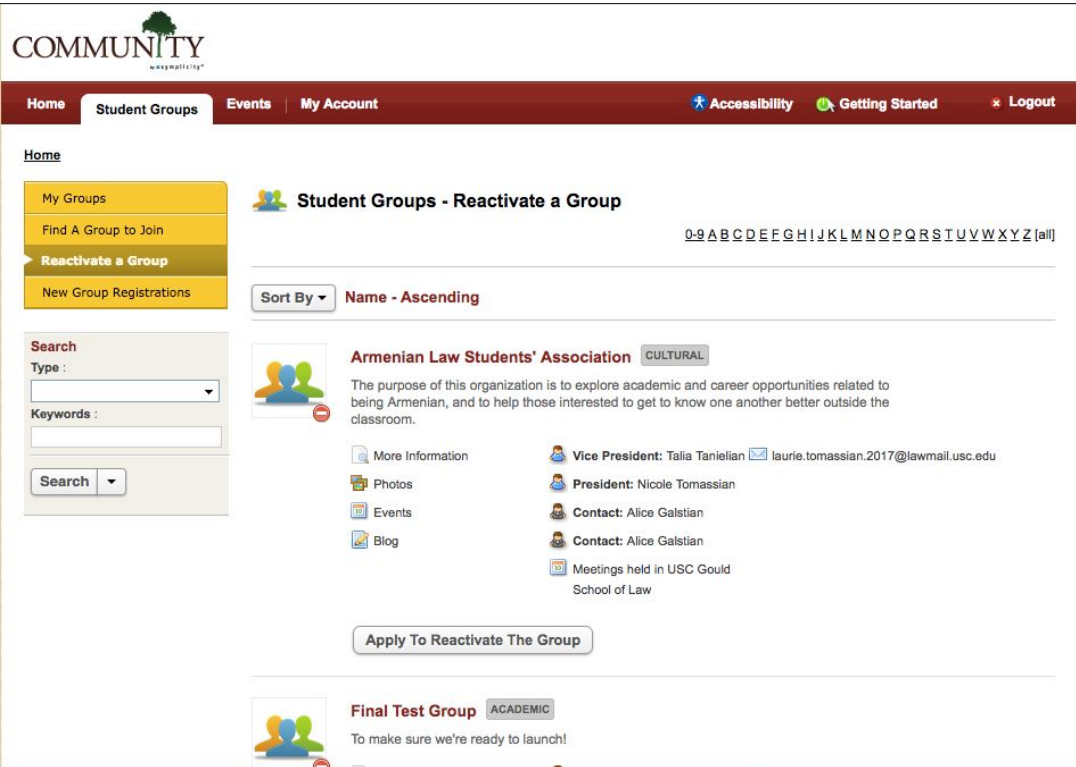 COMMUNITY
by symplicity
Home Student Groups Events My Account Accessibility Getting Started Logout
Home
My Groups
Find A Group to Join
Reactivate a Group
New Group Registrations
Search
Type :
Keywords :
Search
Student Groups - Reactivate a Group
0-9 A B C D E F G H I J K L M N O P Q R S T U V W X Y Z [all]
Sort By Name - Ascending
Armenian Law Students' Association CULTURAL
The purpose of this organization is to explore academic and career opportunities related to
being Armenian, and to help those interested to get to know one another better outside the
classroom.
More Information
Photos
Events
Blog
Vice President: Talia Tanielian laurie.tomassian.2017@lawmail.usc.edu
President: Nicole Tomassian
Contact: Alice Galstian
Contact: Alice Galstian
Meetings held in USC Gould
School of Law
Apply To Reactivate The Group
Final Test Group ACADEMIC
To make sure we're ready to launch!